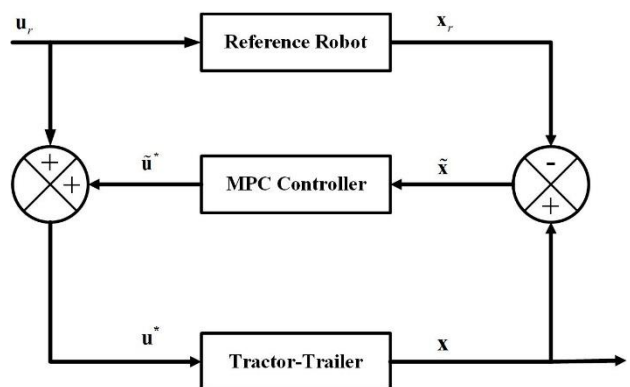 u_r
Reference Robot
x_r
+
+
ũ*
MPC Controller
x̃
-
+
u*
Tractor-Trailer
x